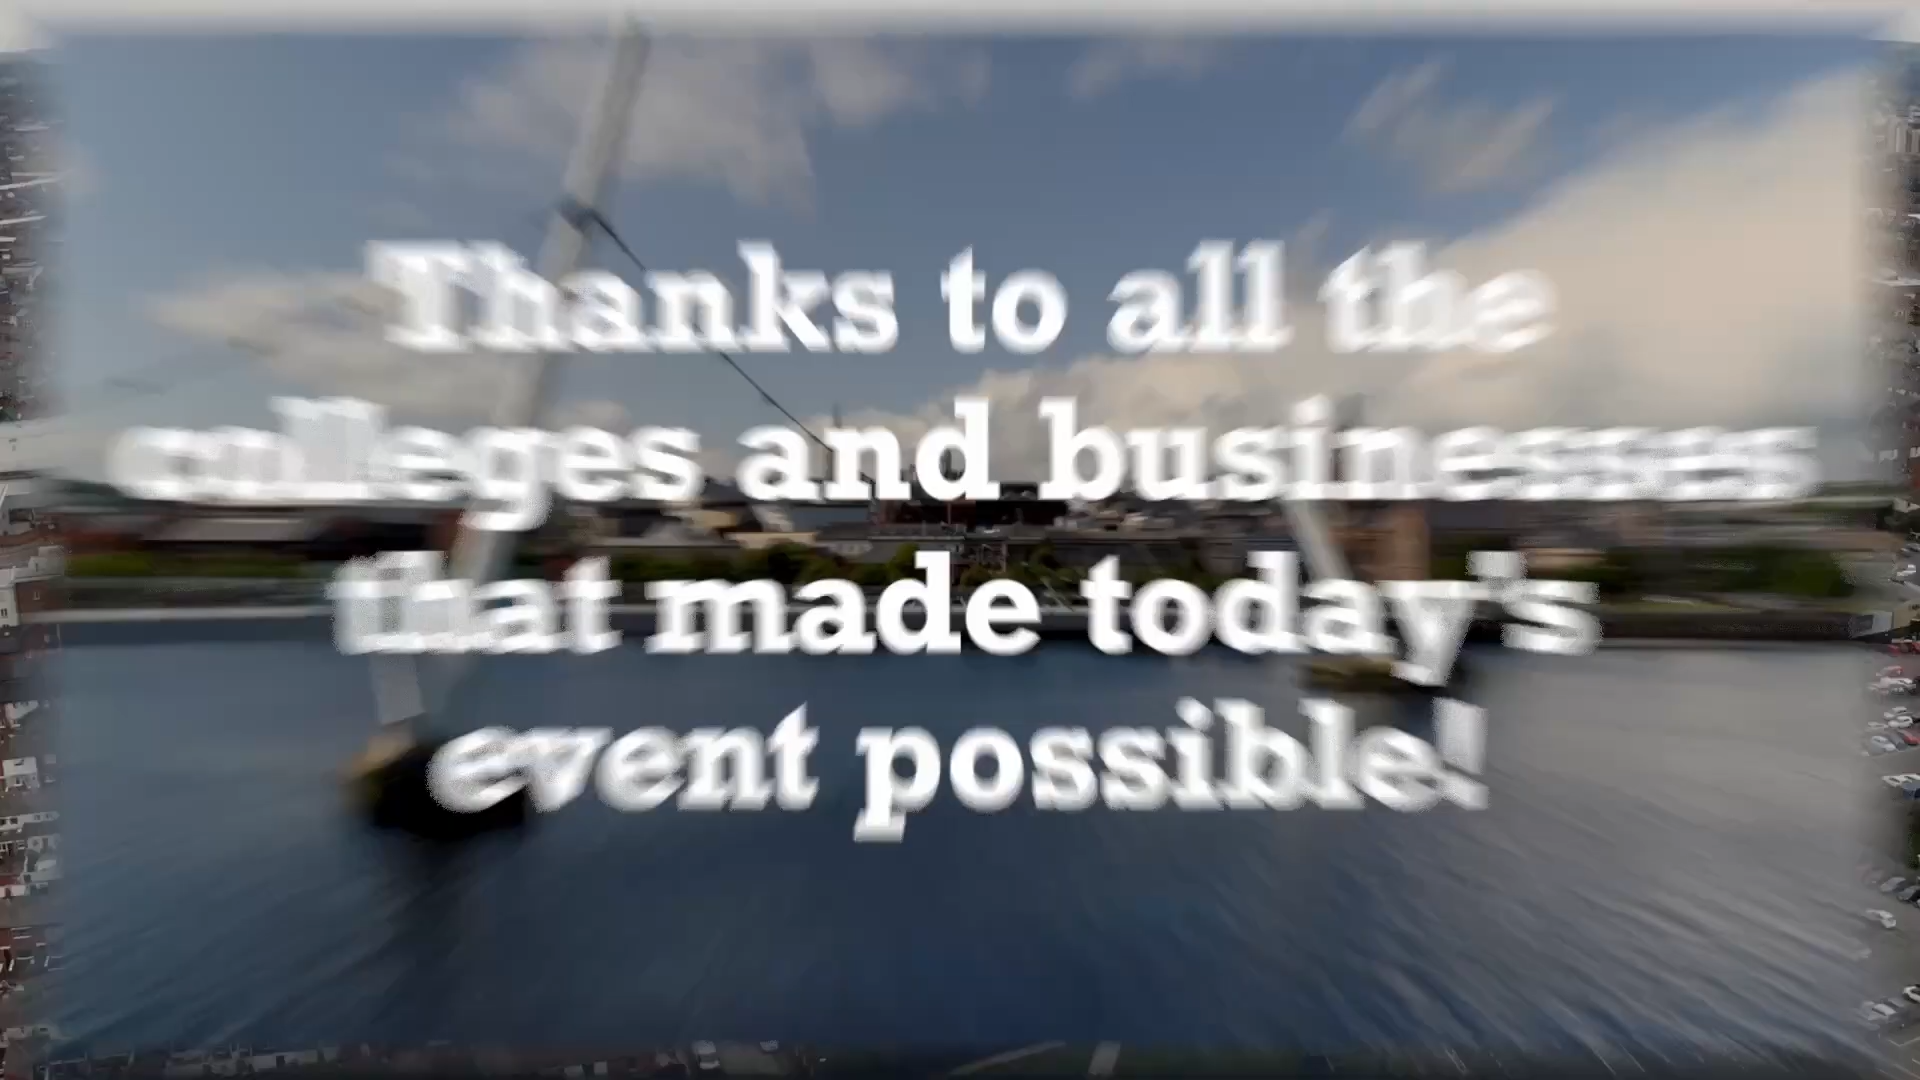 Thanks to all the
colleges and businesses
that made today's
event possible!